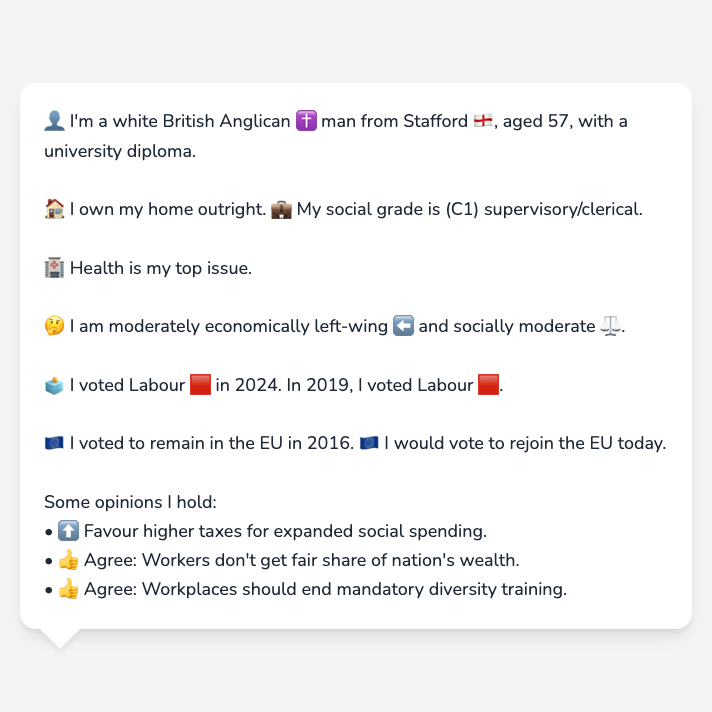 👤 I'm a white British Anglican ✝️ man from Stafford 🏴󠁧󠁢󠁥󠁮󠁧󠁿, aged 57, with a
university diploma.
🏠 I own my home outright. 💼 My social grade is (C1) supervisory/clerical.
🏥 Health is my top issue.
🤔 I am moderately economically left-wing ⬅️ and socially moderate ⚖️.
🗳️ I voted Labour 🟥 in 2024. In 2019, I voted Labour 🟥.
🇪🇺 I voted to remain in the EU in 2016. 🇪🇺 I would vote to rejoin the EU today.
Some opinions I hold:
• ⬆️ Favour higher taxes for expanded social spending.
• 👍 Agree: Workers don't get fair share of nation's wealth.
• 👍 Agree: Workplaces should end mandatory diversity training.